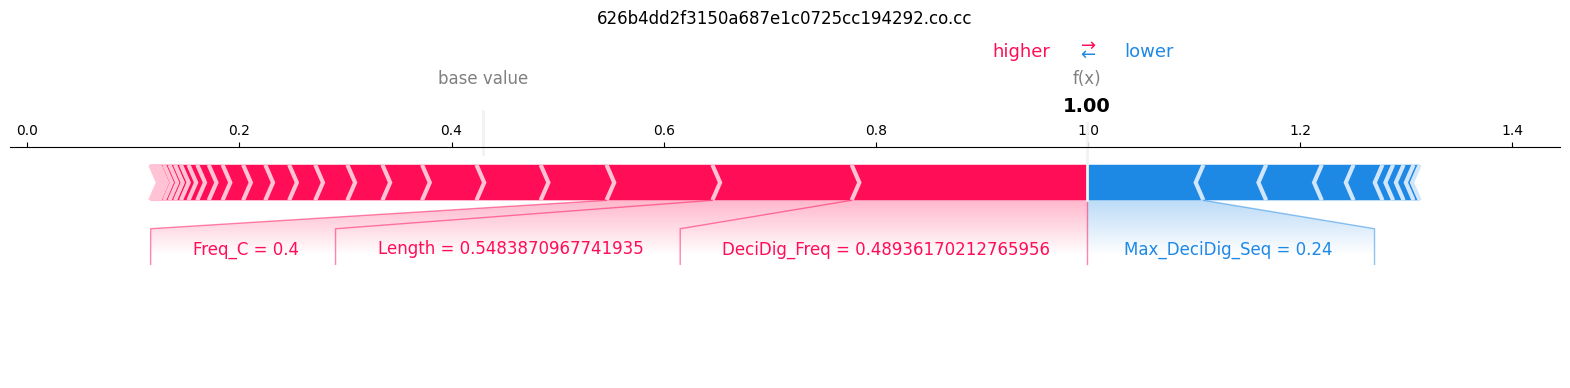 626b4dd2f3150a687e1c0725cc194292.co.cc
higher → ← lower
base value f(x)
1.00
0.0 0.2 0.4 0.6 0.8 1.0 1.2 1.4
Freq_C = 0.4 Length = 0.5483870967741935 DeciDig_Freq = 0.48936170212765956 Max_DeciDig_Seq = 0.24